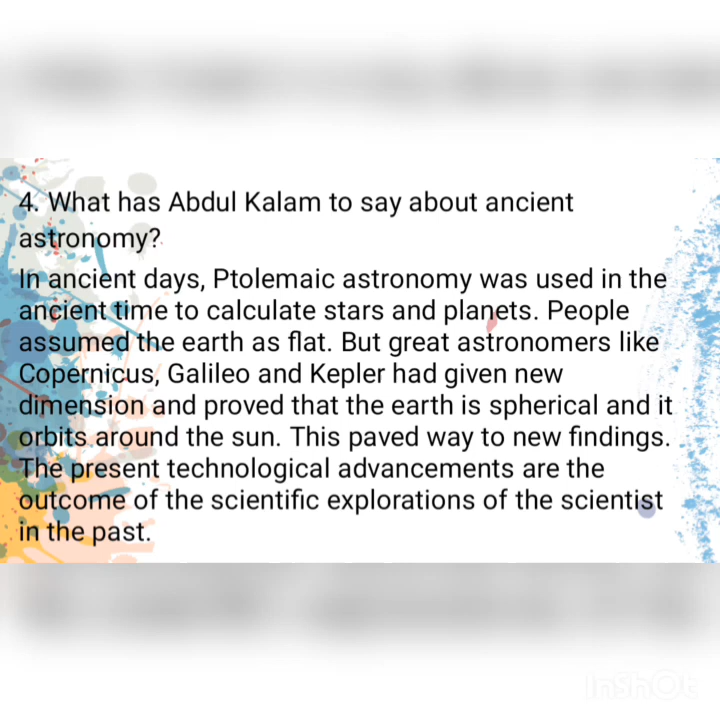 4. What has Abdul Kalam to say about ancient
astronomy?
In ancient days, Ptolemaic astronomy was used in the
ancient time to calculate stars and planets. People
assumed the earth as flat. But great astronomers like
Copernicus, Galileo and Kepler had given new
dimension and proved that the earth is spherical and it
orbits around the sun. This paved way to new findings.
The present technological advancements are the
outcome of the scientific explorations of the scientist
in the past.
InShOt